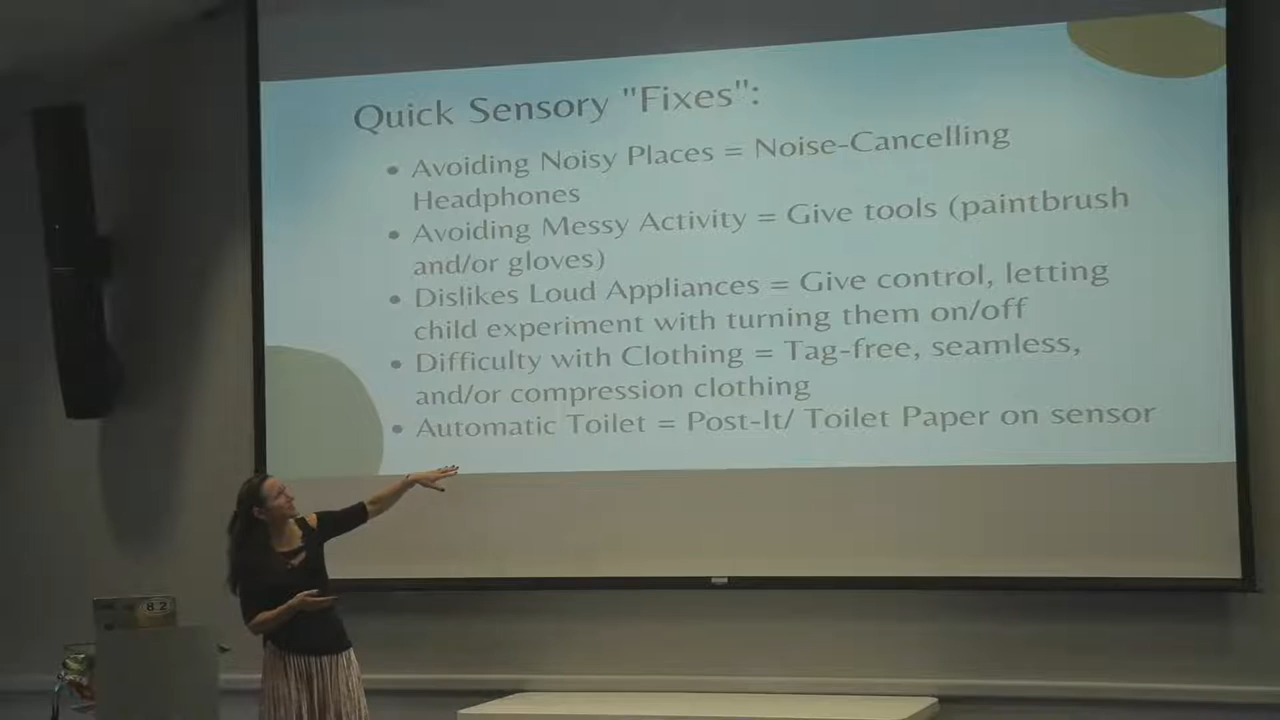 Quick Sensory "Fixes":
• Avoiding Noisy Places = Noise-Cancelling
Headphones
• Avoiding Messy Activity = Give tools (paintbrush
and/or gloves)
• Dislikes Loud Appliances = Give control, letting
child experiment with turning them on/off
• Difficulty with Clothing = Tag-free, seamless,
and/or compression clothing
• Automatic Toilet = Post-It/ Toilet Paper on sensor
8.2